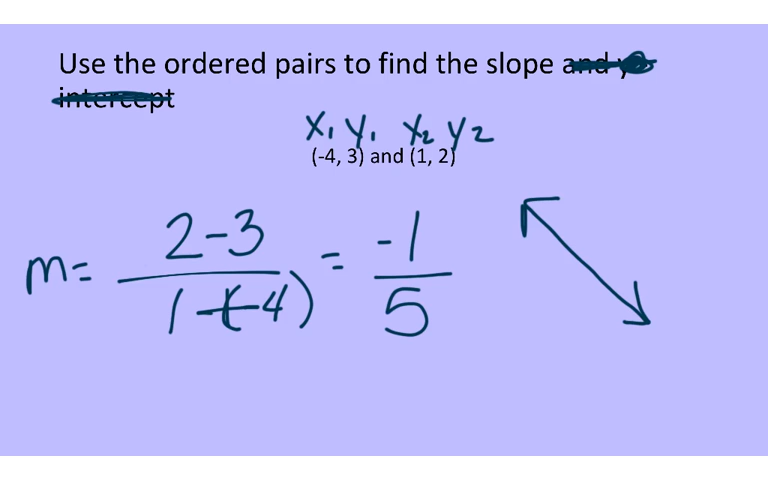 Use the ordered pairs to find the slope and y-
intercept
x₁ y₁ x₂ y₂
(-4, 3) and (1, 2)
m = 2-3 / 1-(-4) = -1 / 5